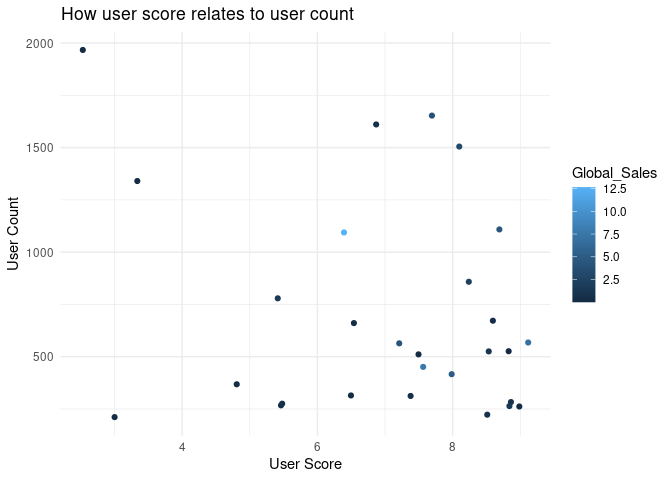 How user score relates to user count
2000
1500
1000
500
User Count
4 6 8
User Score
Global_Sales
12.5
10.0
7.5
5.0
2.5